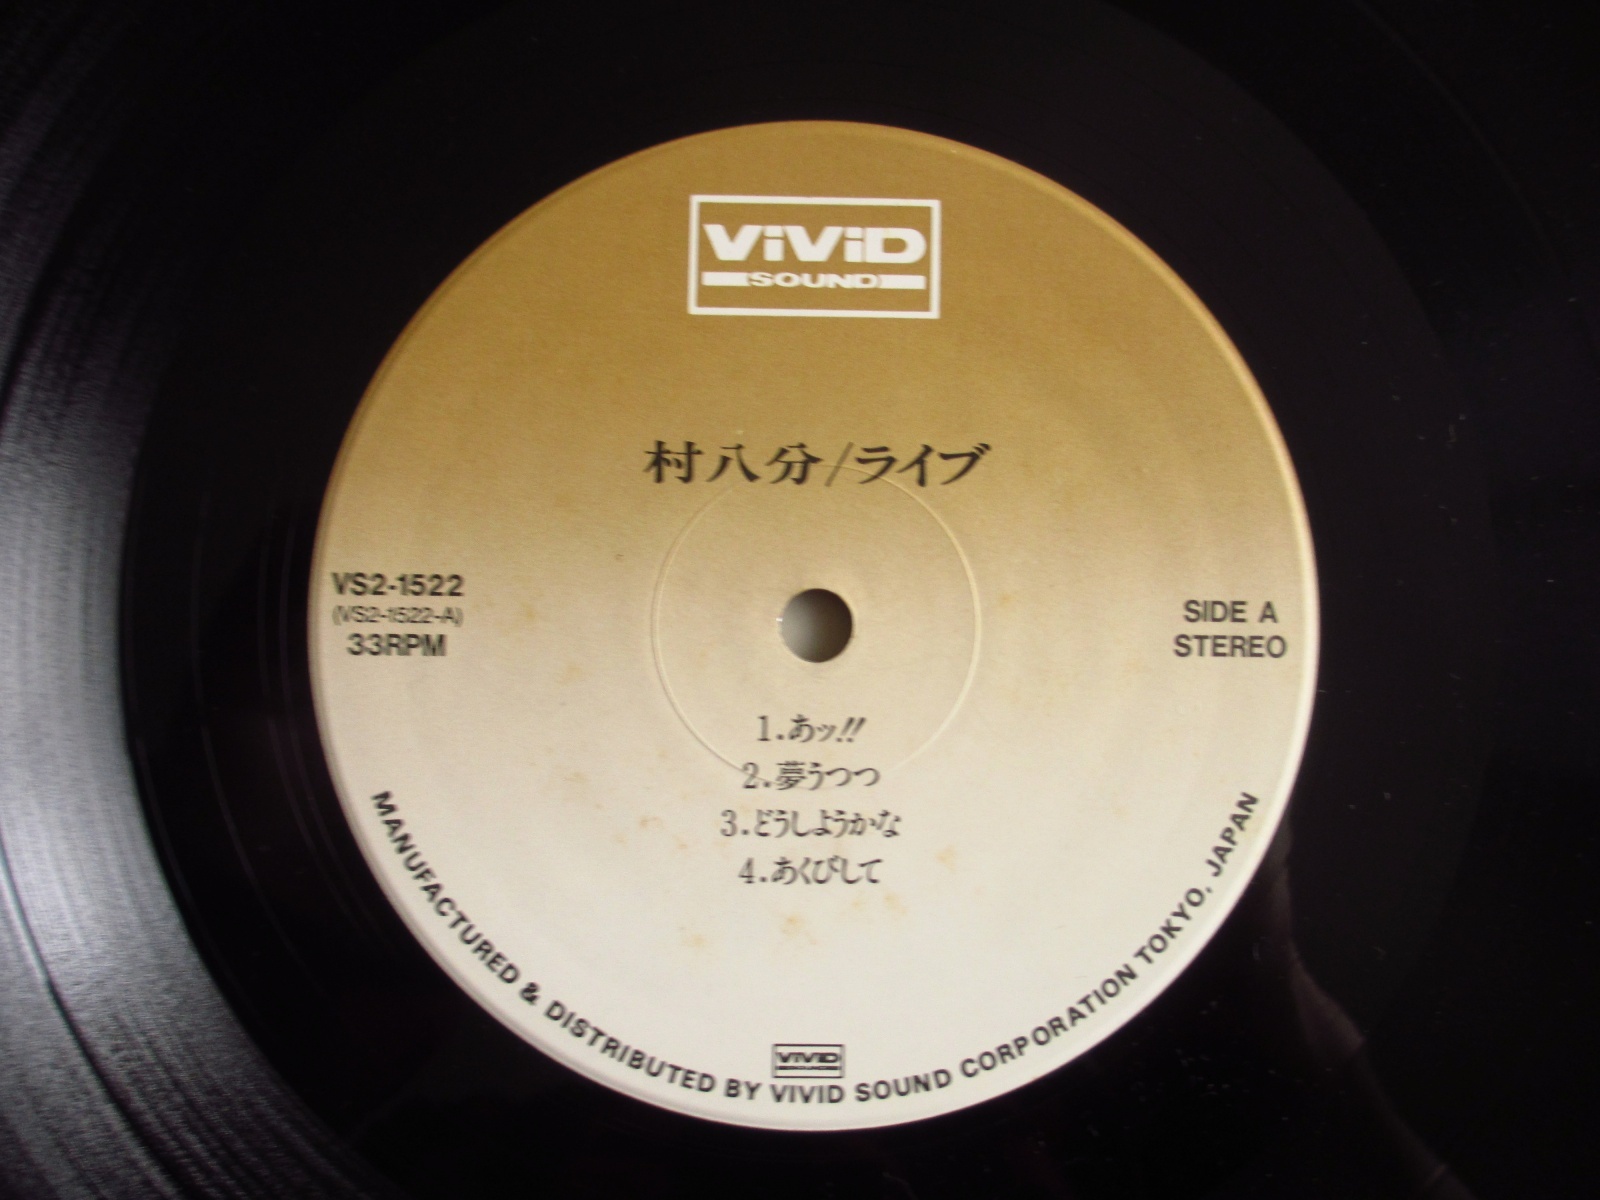 ViViD
SOUND
村八分/ライブ
VS2-1522
(VS2-1522-A)
33RPM
SIDE A
STEREO
1.あッ!!
2.夢うつつ
3.どうしようかな
4.あくびして
VIVID
SOUND
MANUFACTURED & DISTRIBUTED BY VIVID SOUND CORPORATION TOKYO, JAPAN